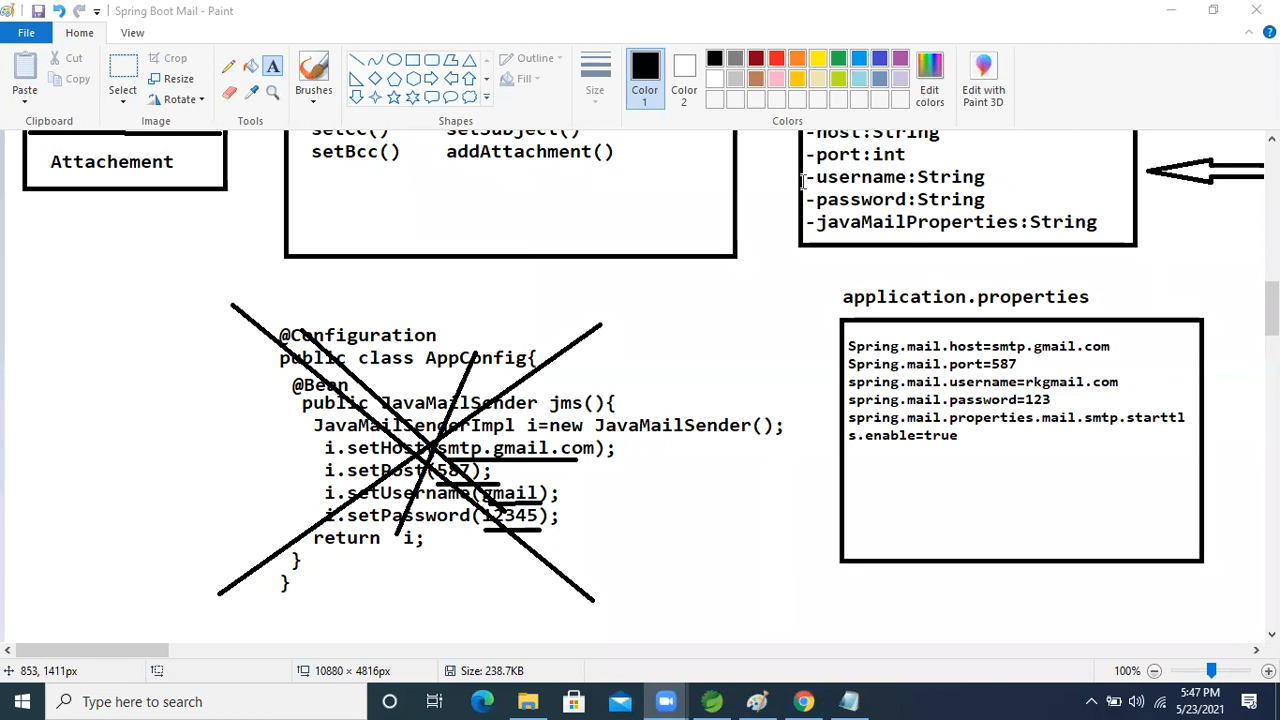 Spring Boot Mail - Paint
File
Home
View
Paste
Cut
Copy
Clipboard
Select
Crop
Resize
Rotate
Image
A
Tools
Brushes
Outline
Fill
Shapes
Size
Color 1
Color 2
Edit colors
Edit with Paint 3D
Colors
Attachement
setCc() setSubject()
setBcc() addAttachment()
-host:String
-port:int
-username:String
-password:String
-javaMailProperties:String
@Configuration
public class AppConfig{
@Bean
public JavaMailSender jms(){
JavaMailSenderImpl i=new JavaMailSender();
i.setHost(smtp.gmail.com);
i.setPost(587);
i.setUsername(gmail);
i.setPassword(12345);
return i;
}
}
application.properties
Spring.mail.host=smtp.gmail.com
Spring.mail.port=587
spring.mail.username=rkgmail.com
spring.mail.password=123
spring.mail.properties.mail.smtp.starttl
s.enable=true
853, 1411px
10880 × 4816px
Size: 238.7KB
100%
Type here to search
5:47 PM
5/23/2021